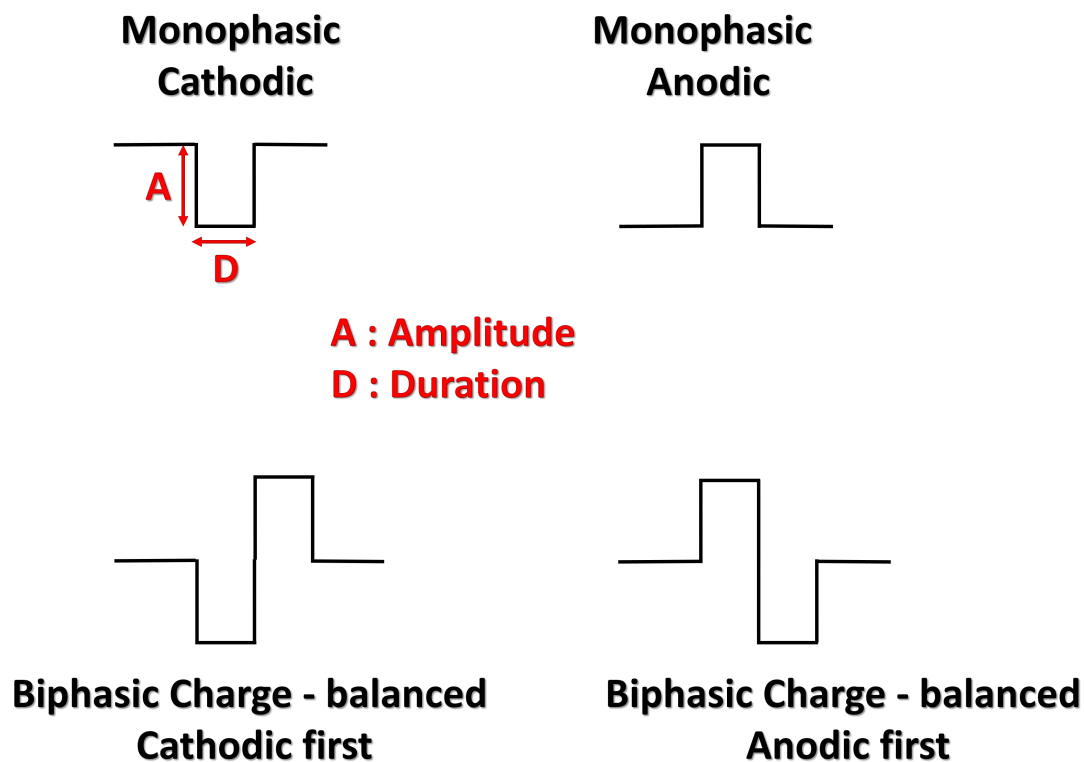 Monophasic
Cathodic
Monophasic
Anodic
A
D
A : Amplitude
D : Duration
Biphasic Charge - balanced
Cathodic first
Biphasic Charge - balanced
Anodic first